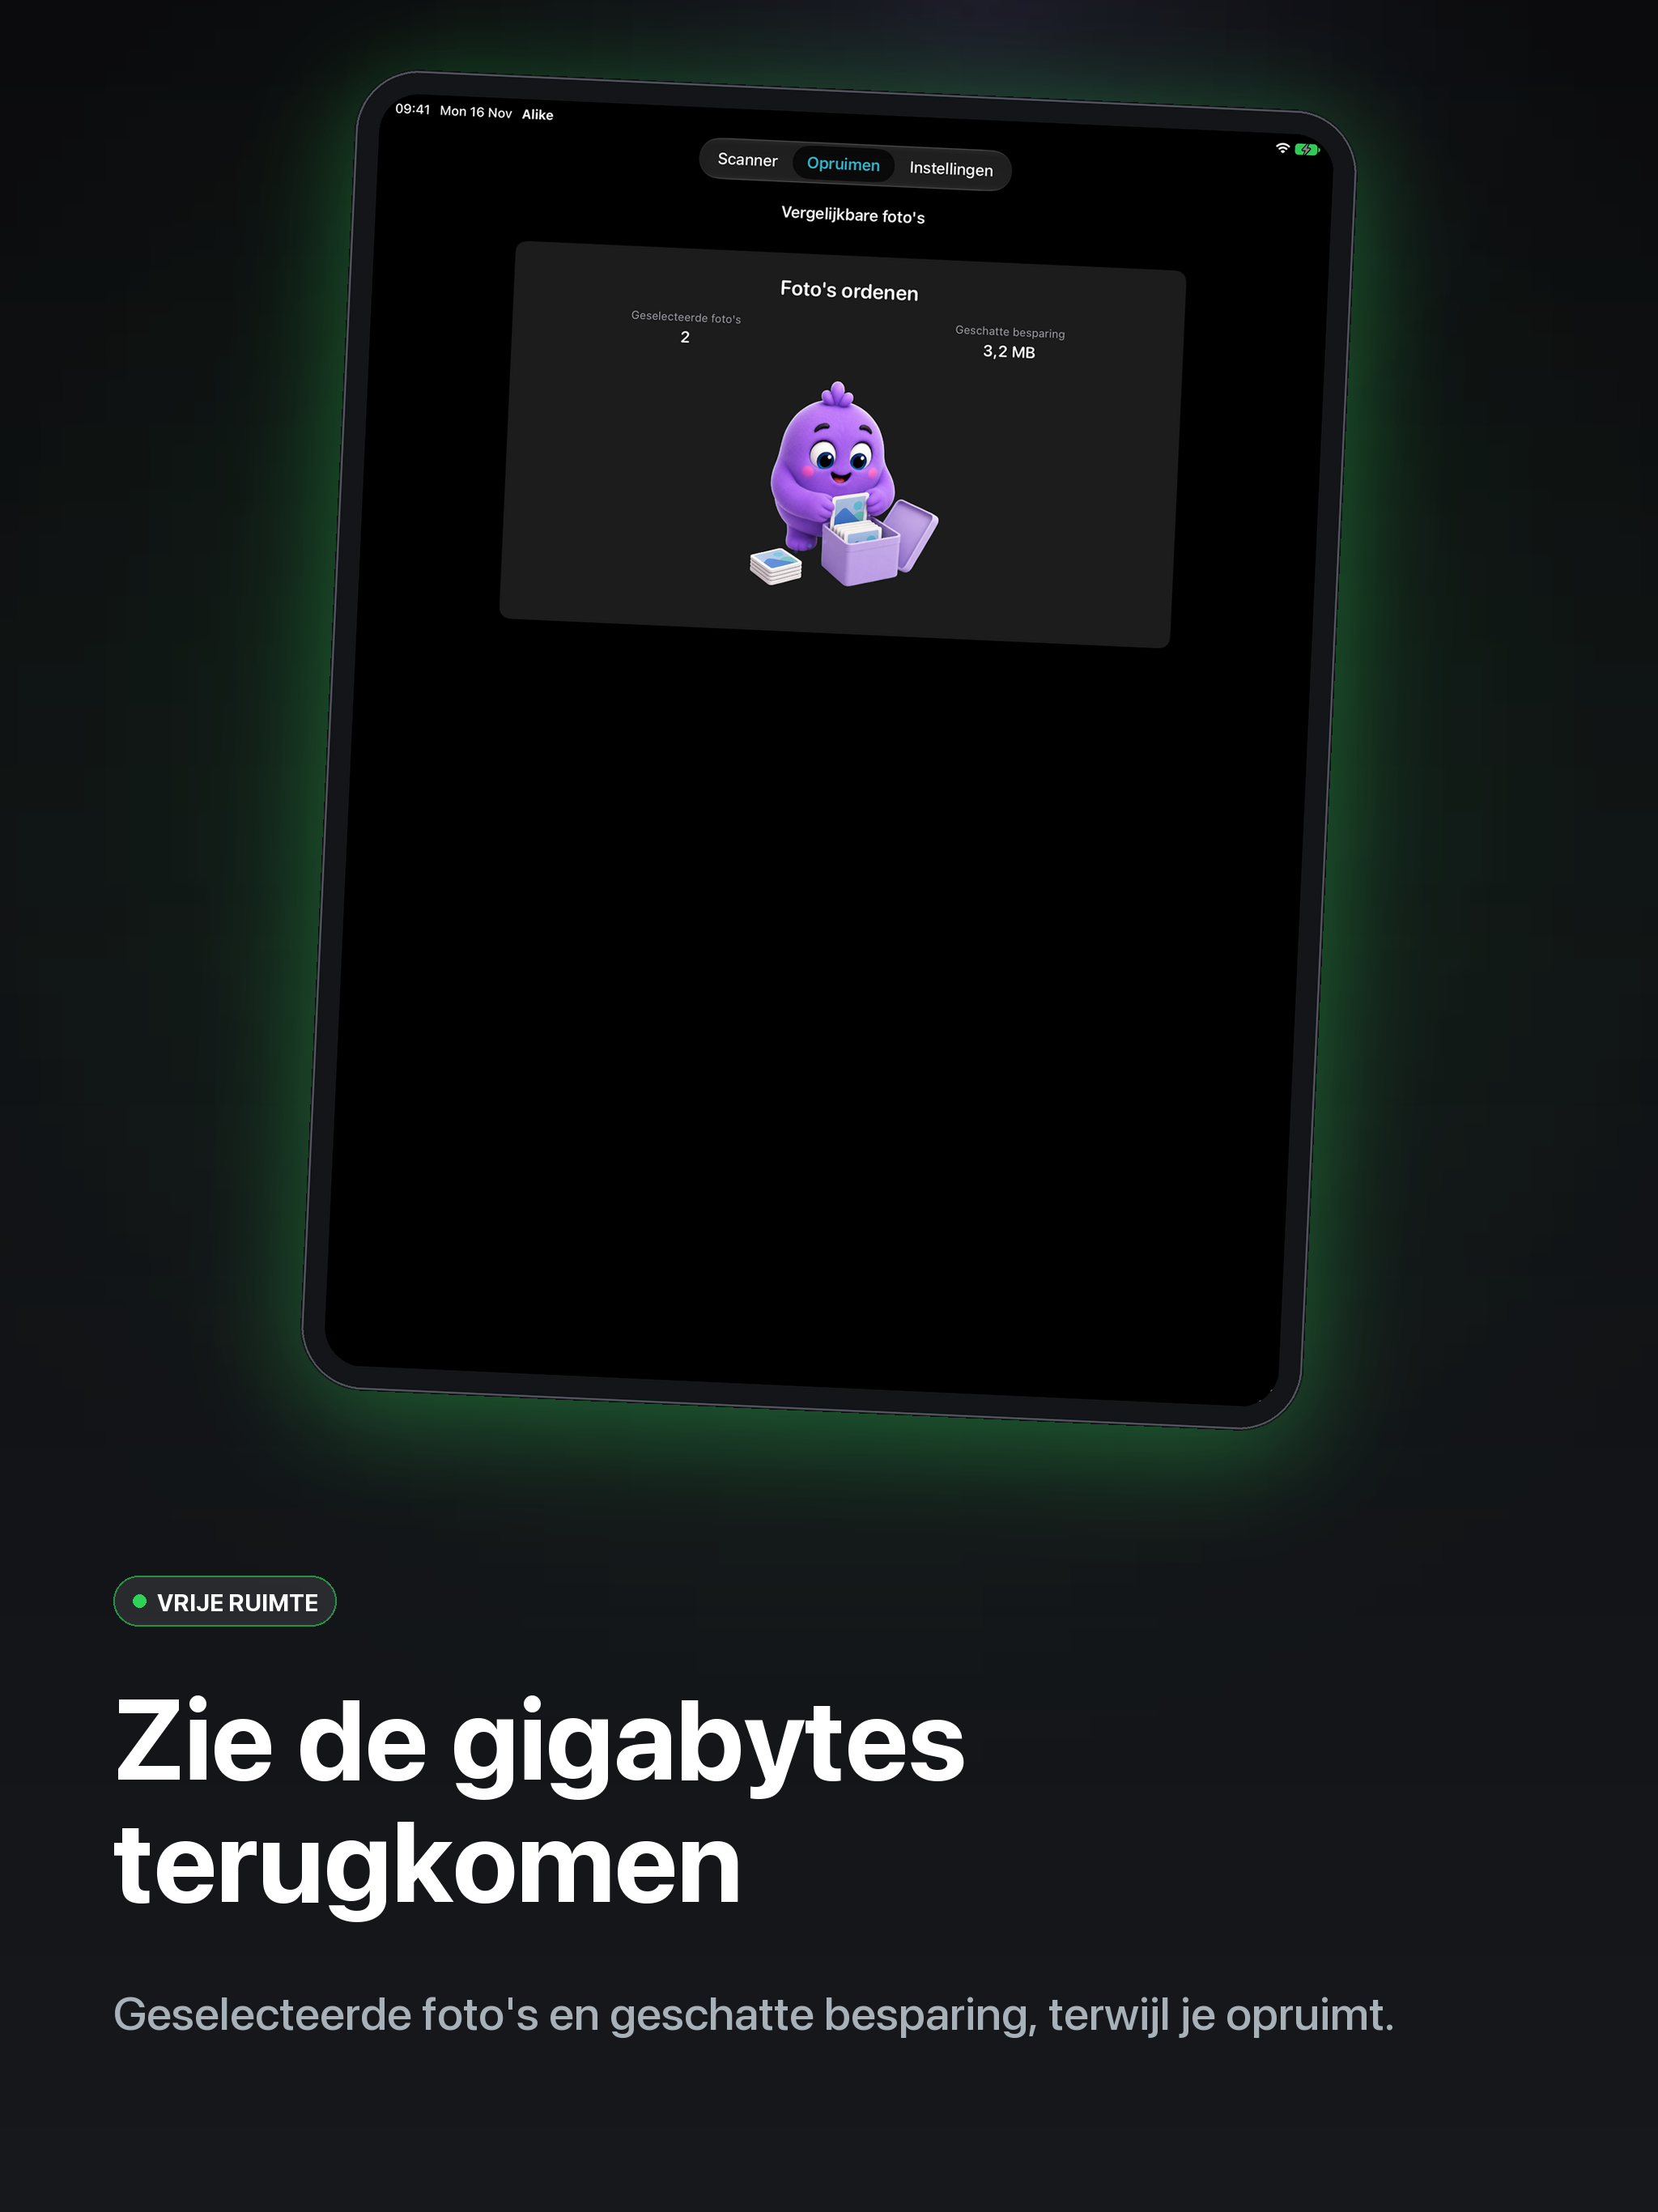 09:41 Mon 16 Nov Alike
Scanner Opruimen Instellingen
Vergelijkbare foto's
Foto's ordenen
Geselecteerde foto's Geschatte besparing
2 3,2 MB
VRIJE RUIMTE
Zie de gigabytes
terugkomen
Geselecteerde foto's en geschatte besparing, terwijl je opruimt.